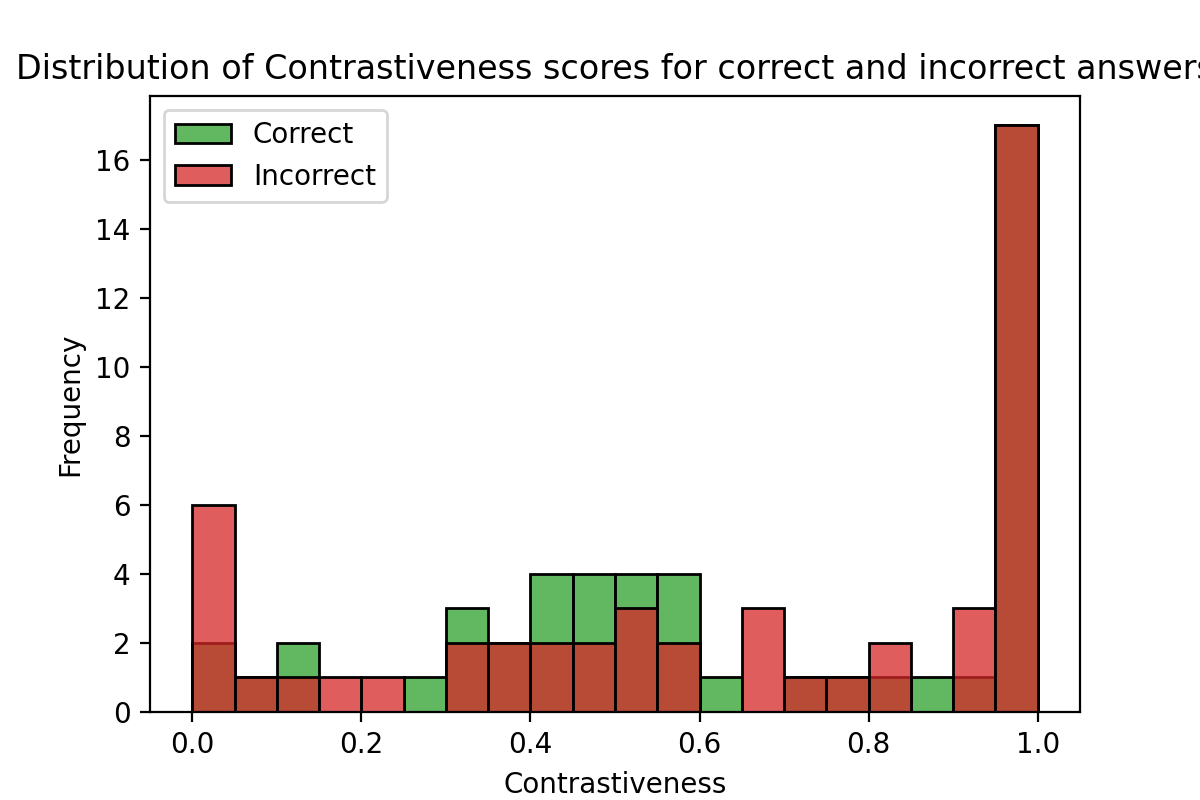 Distribution of Contrastiveness scores for correct and incorrect answers
Correct
Incorrect
16
14
12
10
8
6
4
2
0
Frequency
0.0 0.2 0.4 0.6 0.8 1.0
Contrastiveness